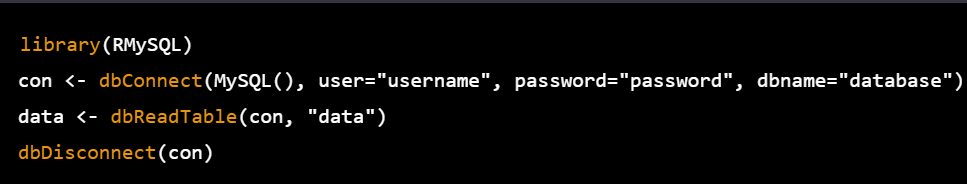 library(RMySQL)
con <- dbConnect(MySQL(), user="username", password="password", dbname="database")
data <- dbReadTable(con, "data")
dbDisconnect(con)